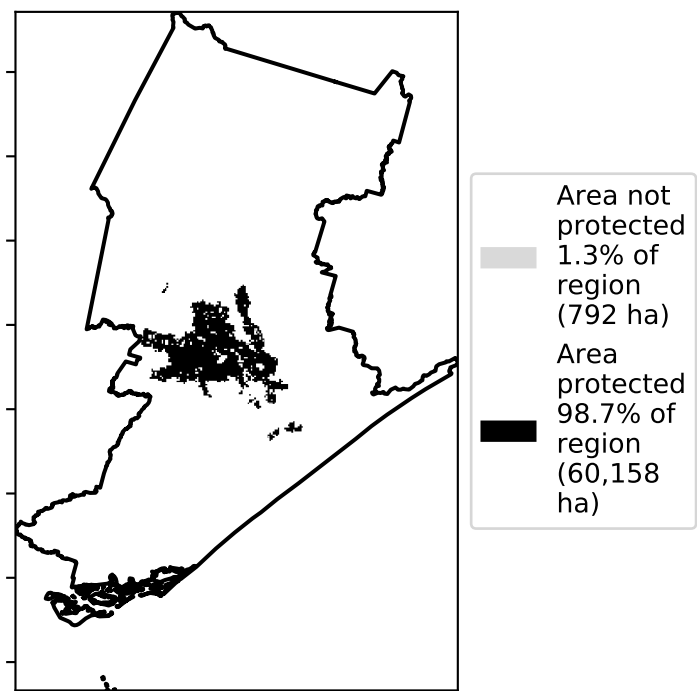 Area not
protected
1.3% of
region
(792 ha)
Area
protected
98.7% of
region
(60,158
ha)